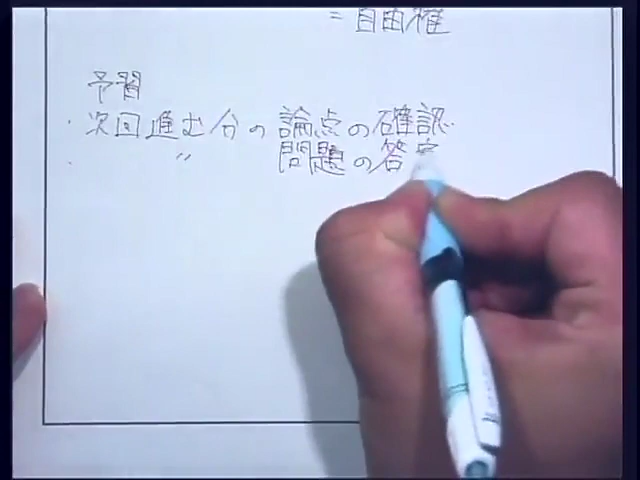 = 自由権
予習
・次回進む分の論点の確認
・ 〃 問題の答